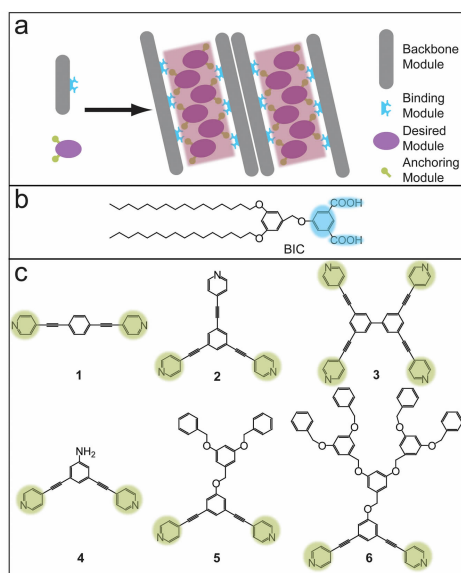 a
Backbone
Module
Binding
Module
Desired
Module
Anchoring
Module
b
COOH
O
O
O
COOH
BIC
c
N
N
N
N
N
N
N
N
N
1
2
3
NH₂
O
O
O
O
O
O
O
O
O
O
N
N
N
N
N
N
4
5
6